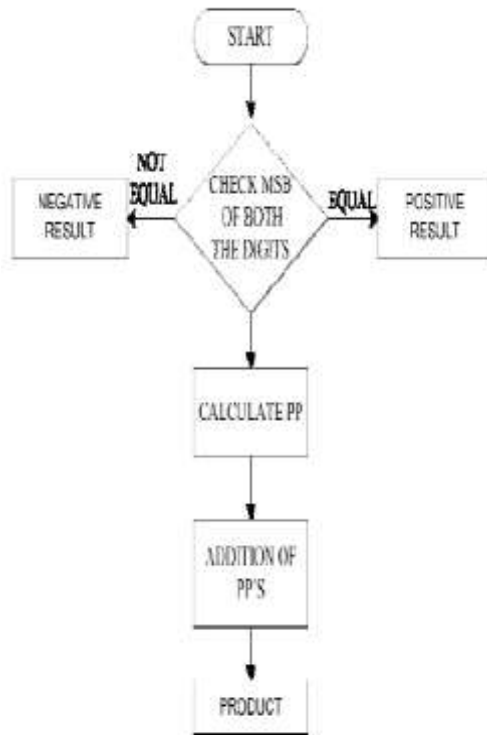 START
NOT
EQUAL
NEGATIVE
RESULT
CHECK MSB
OF BOTH
THE DIGITS
EQUAL
POSITIVE
RESULT
CALCULATE PP
ADDITION OF
PP'S
PRODUCT